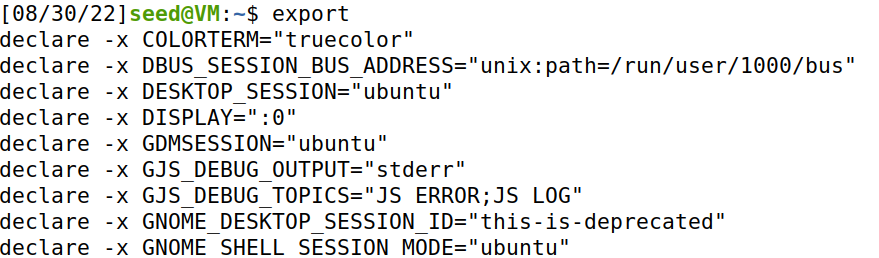 [08/30/22]seed@VM:~$ export
declare -x COLORTERM="truecolor"
declare -x DBUS_SESSION_BUS_ADDRESS="unix:path=/run/user/1000/bus"
declare -x DESKTOP_SESSION="ubuntu"
declare -x DISPLAY=":0"
declare -x GDMSESSION="ubuntu"
declare -x GJS_DEBUG_OUTPUT="stderr"
declare -x GJS_DEBUG_TOPICS="JS ERROR;JS LOG"
declare -x GNOME_DESKTOP_SESSION_ID="this-is-deprecated"
declare -x GNOME_SHELL_SESSION_MODE="ubuntu"